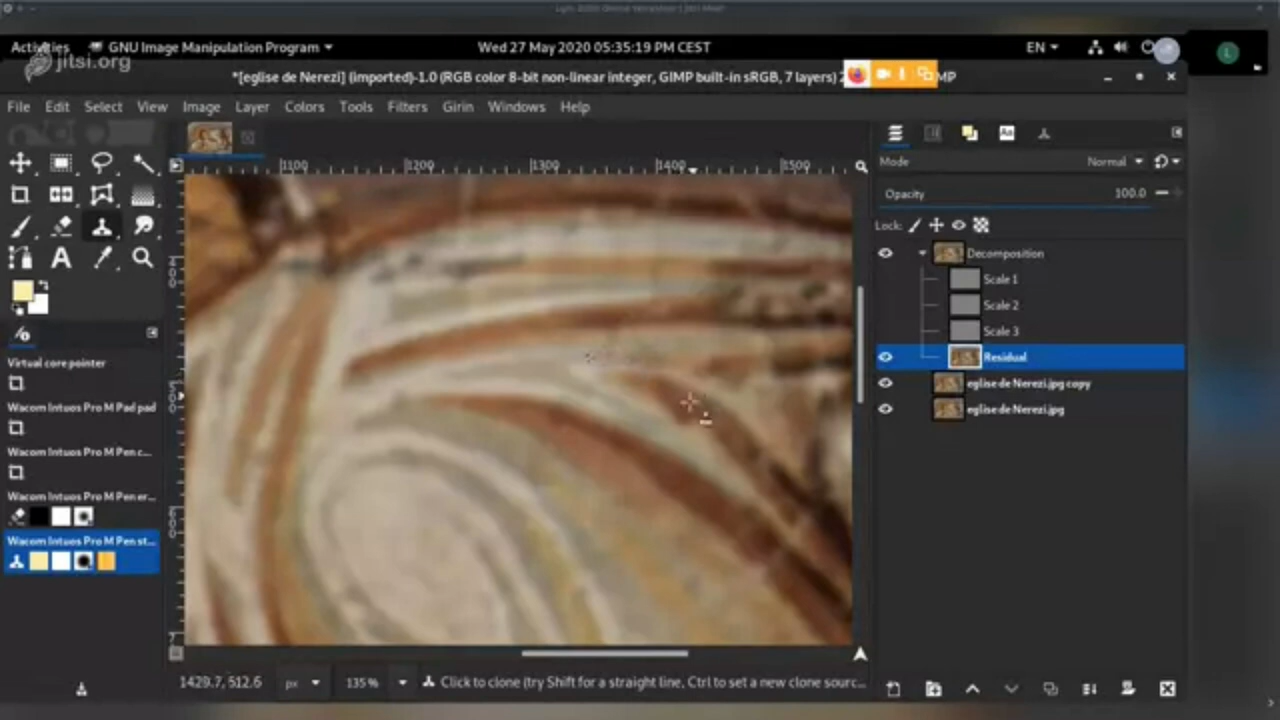 Activities
GNU Image Manipulation Program
Wed 27 May 2020 05:35:19 PM CEST
EN
L
jitsi.org
*[eglise de Nerezi] (imported)-1.0 (RGB color 8-bit non-linear integer, GIMP built-in sRGB, 7 layers)
MP
File Edit Select View Image Layer Colors Tools Filters Girin Windows Help
1100 1200 1300 1400 1500
Mode Normal
Opacity 100.0
Lock:
Decomposition
Scale 1
Scale 2
Scale 3
Residual
eglise de Nerezi.jpg copy
eglise de Nerezi.jpg
Virtual core pointer
Wacom Intuos Pro M Pad pad
Wacom Intuos Pro M Pen c...
Wacom Intuos Pro M Pen er...
Wacom Intuos Pro M Pen st...
1429.7, 512.6 px 135 % Click to clone (try Shift for a straight line, Ctrl to set a new clone sourc...